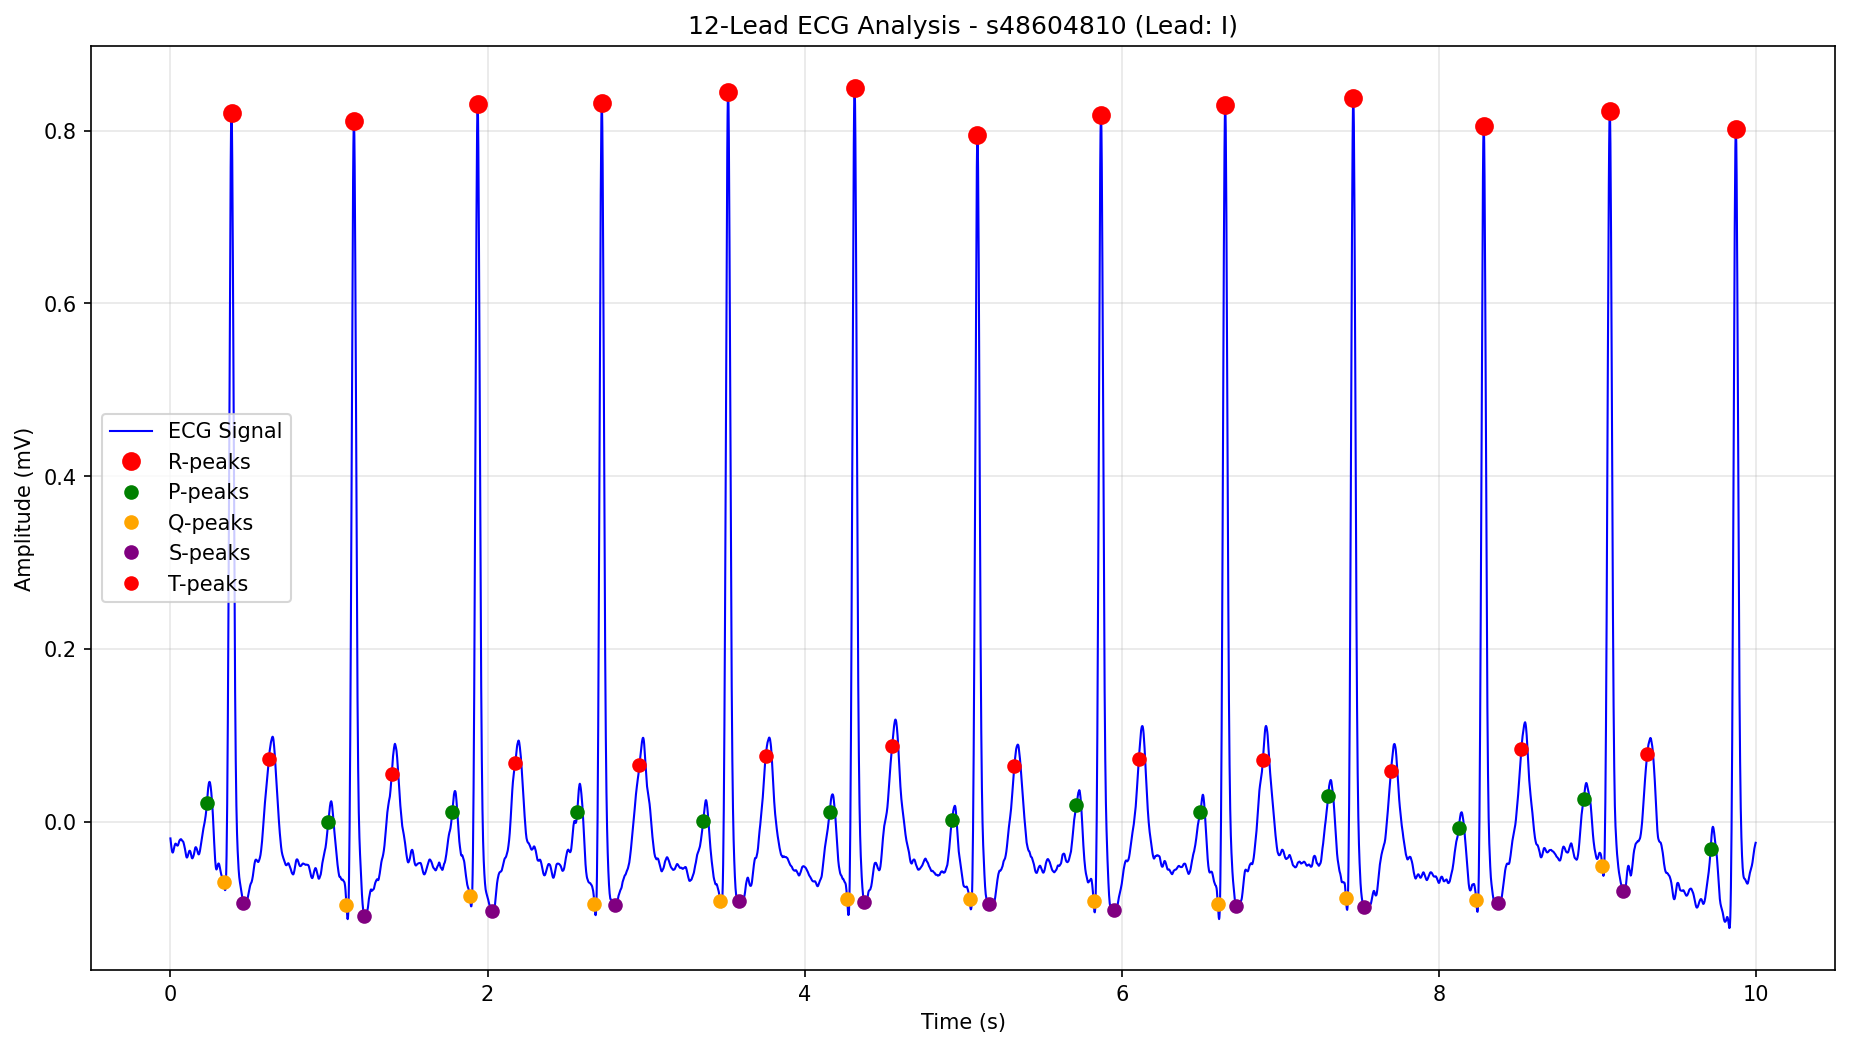 12-Lead ECG Analysis - s48604810 (Lead: I)
Amplitude (mV)
0.8
0.6
0.4
0.2
0.0
ECG Signal
R-peaks
P-peaks
Q-peaks
S-peaks
T-peaks
0 2 4 6 8 10
Time (s)